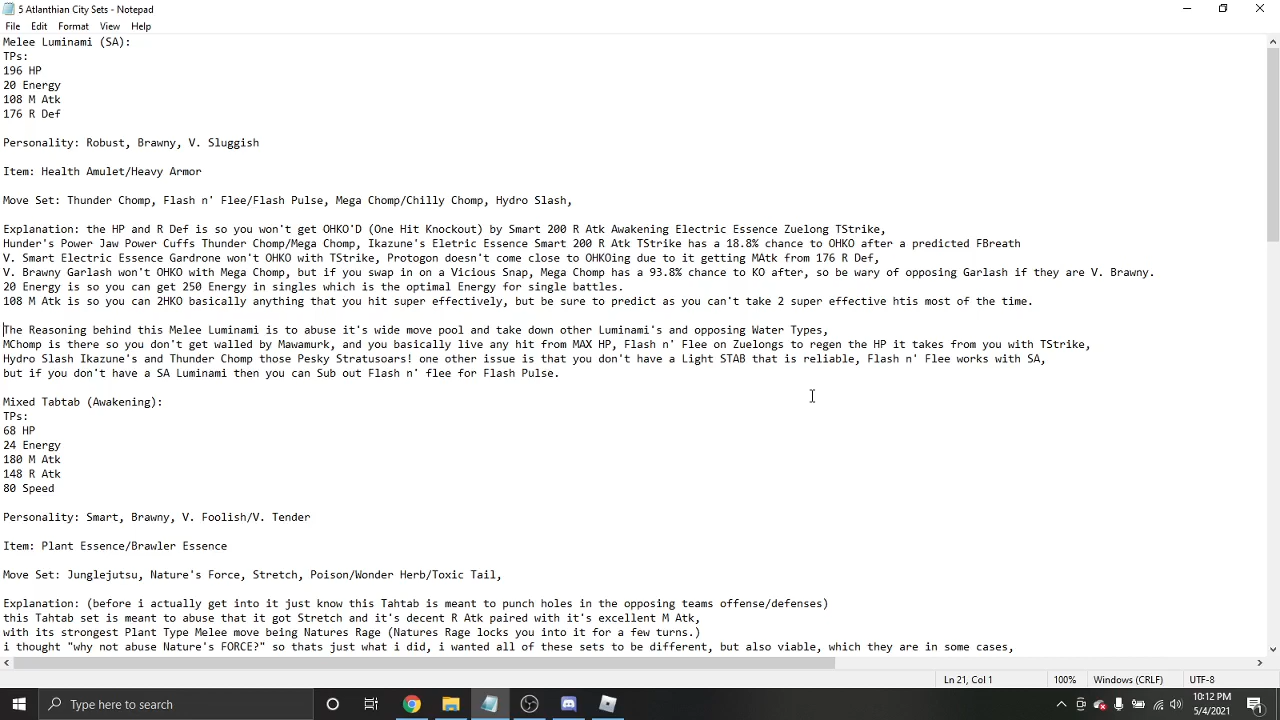 5 Atlanthian City Sets - Notepad
File Edit Format View Help
Melee Luminami (SA):
TPs:
196 HP
20 Energy
108 M Atk
176 R Def
Personality: Robust, Brawny, V. Sluggish
Item: Health Amulet/Heavy Armor
Move Set: Thunder Chomp, Flash n' Flee/Flash Pulse, Mega Chomp/Chilly Chomp, Hydro Slash,
Explanation: the HP and R Def is so you won't get OHKO'D (One Hit Knockout) by Smart 200 R Atk Awakening Electric Essence Zuelong TStrike,
Hunder's Power Jaw Power Cuffs Thunder Chomp/Mega Chomp, Ikazune's Eletric Essence Smart 200 R Atk TStrike has a 18.8% chance to OHKO after a predicted FBreath
V. Smart Electric Essence Gardrone won't OHKO with TStrike, Protogon doesn't come close to OHKOing due to it getting MAtk from 176 R Def,
V. Brawny Garlash won't OHKO with Mega Chomp, but if you swap in on a Vicious Snap, Mega Chomp has a 93.8% chance to KO after, so be wary of opposing Garlash if they are V. Brawny.
20 Energy is so you can get 250 Energy in singles which is the optimal Energy for single battles.
108 M Atk is so you can 2HKO basically anything that you hit super effectively, but be sure to predict as you can't take 2 super effective htis most of the time.
The Reasoning behind this Melee Luminami is to abuse it's wide move pool and take down other Luminami's and opposing Water Types,
MChomp is there so you don't get walled by Mawamurk, and you basically live any hit from MAX HP, Flash n' Flee on Zuelongs to regen the HP it takes from you with TStrike,
Hydro Slash Ikazune's and Thunder Chomp those Pesky Stratusoars! one other issue is that you don't have a Light STAB that is reliable, Flash n' Flee works with SA,
but if you don't have a SA Luminami then you can Sub out Flash n' flee for Flash Pulse.
Mixed Tabtab (Awakening):
TPs:
68 HP
24 Energy
180 M Atk
148 R Atk
80 Speed
Personality: Smart, Brawny, V. Foolish/V. Tender
Item: Plant Essence/Brawler Essence
Move Set: Junglejutsu, Nature's Force, Stretch, Poison/Wonder Herb/Toxic Tail,
Explanation: (before i actually get into it just know this Tahtab is meant to punch holes in the opposing teams offense/defenses)
this Tahtab set is meant to abuse that it got Stretch and it's decent R Atk paired with it's excellent M Atk,
with its strongest Plant Type Melee move being Natures Rage (Natures Rage locks you into it for a few turns.)
i thought "why not abuse Nature's FORCE?" so thats just what i did, i wanted all of these sets to be different, but also viable, which they are in some cases,
Ln 21, Col 1 100% Windows (CRLF) UTF-8
Type here to search
10:12 PM
5/4/2021
1